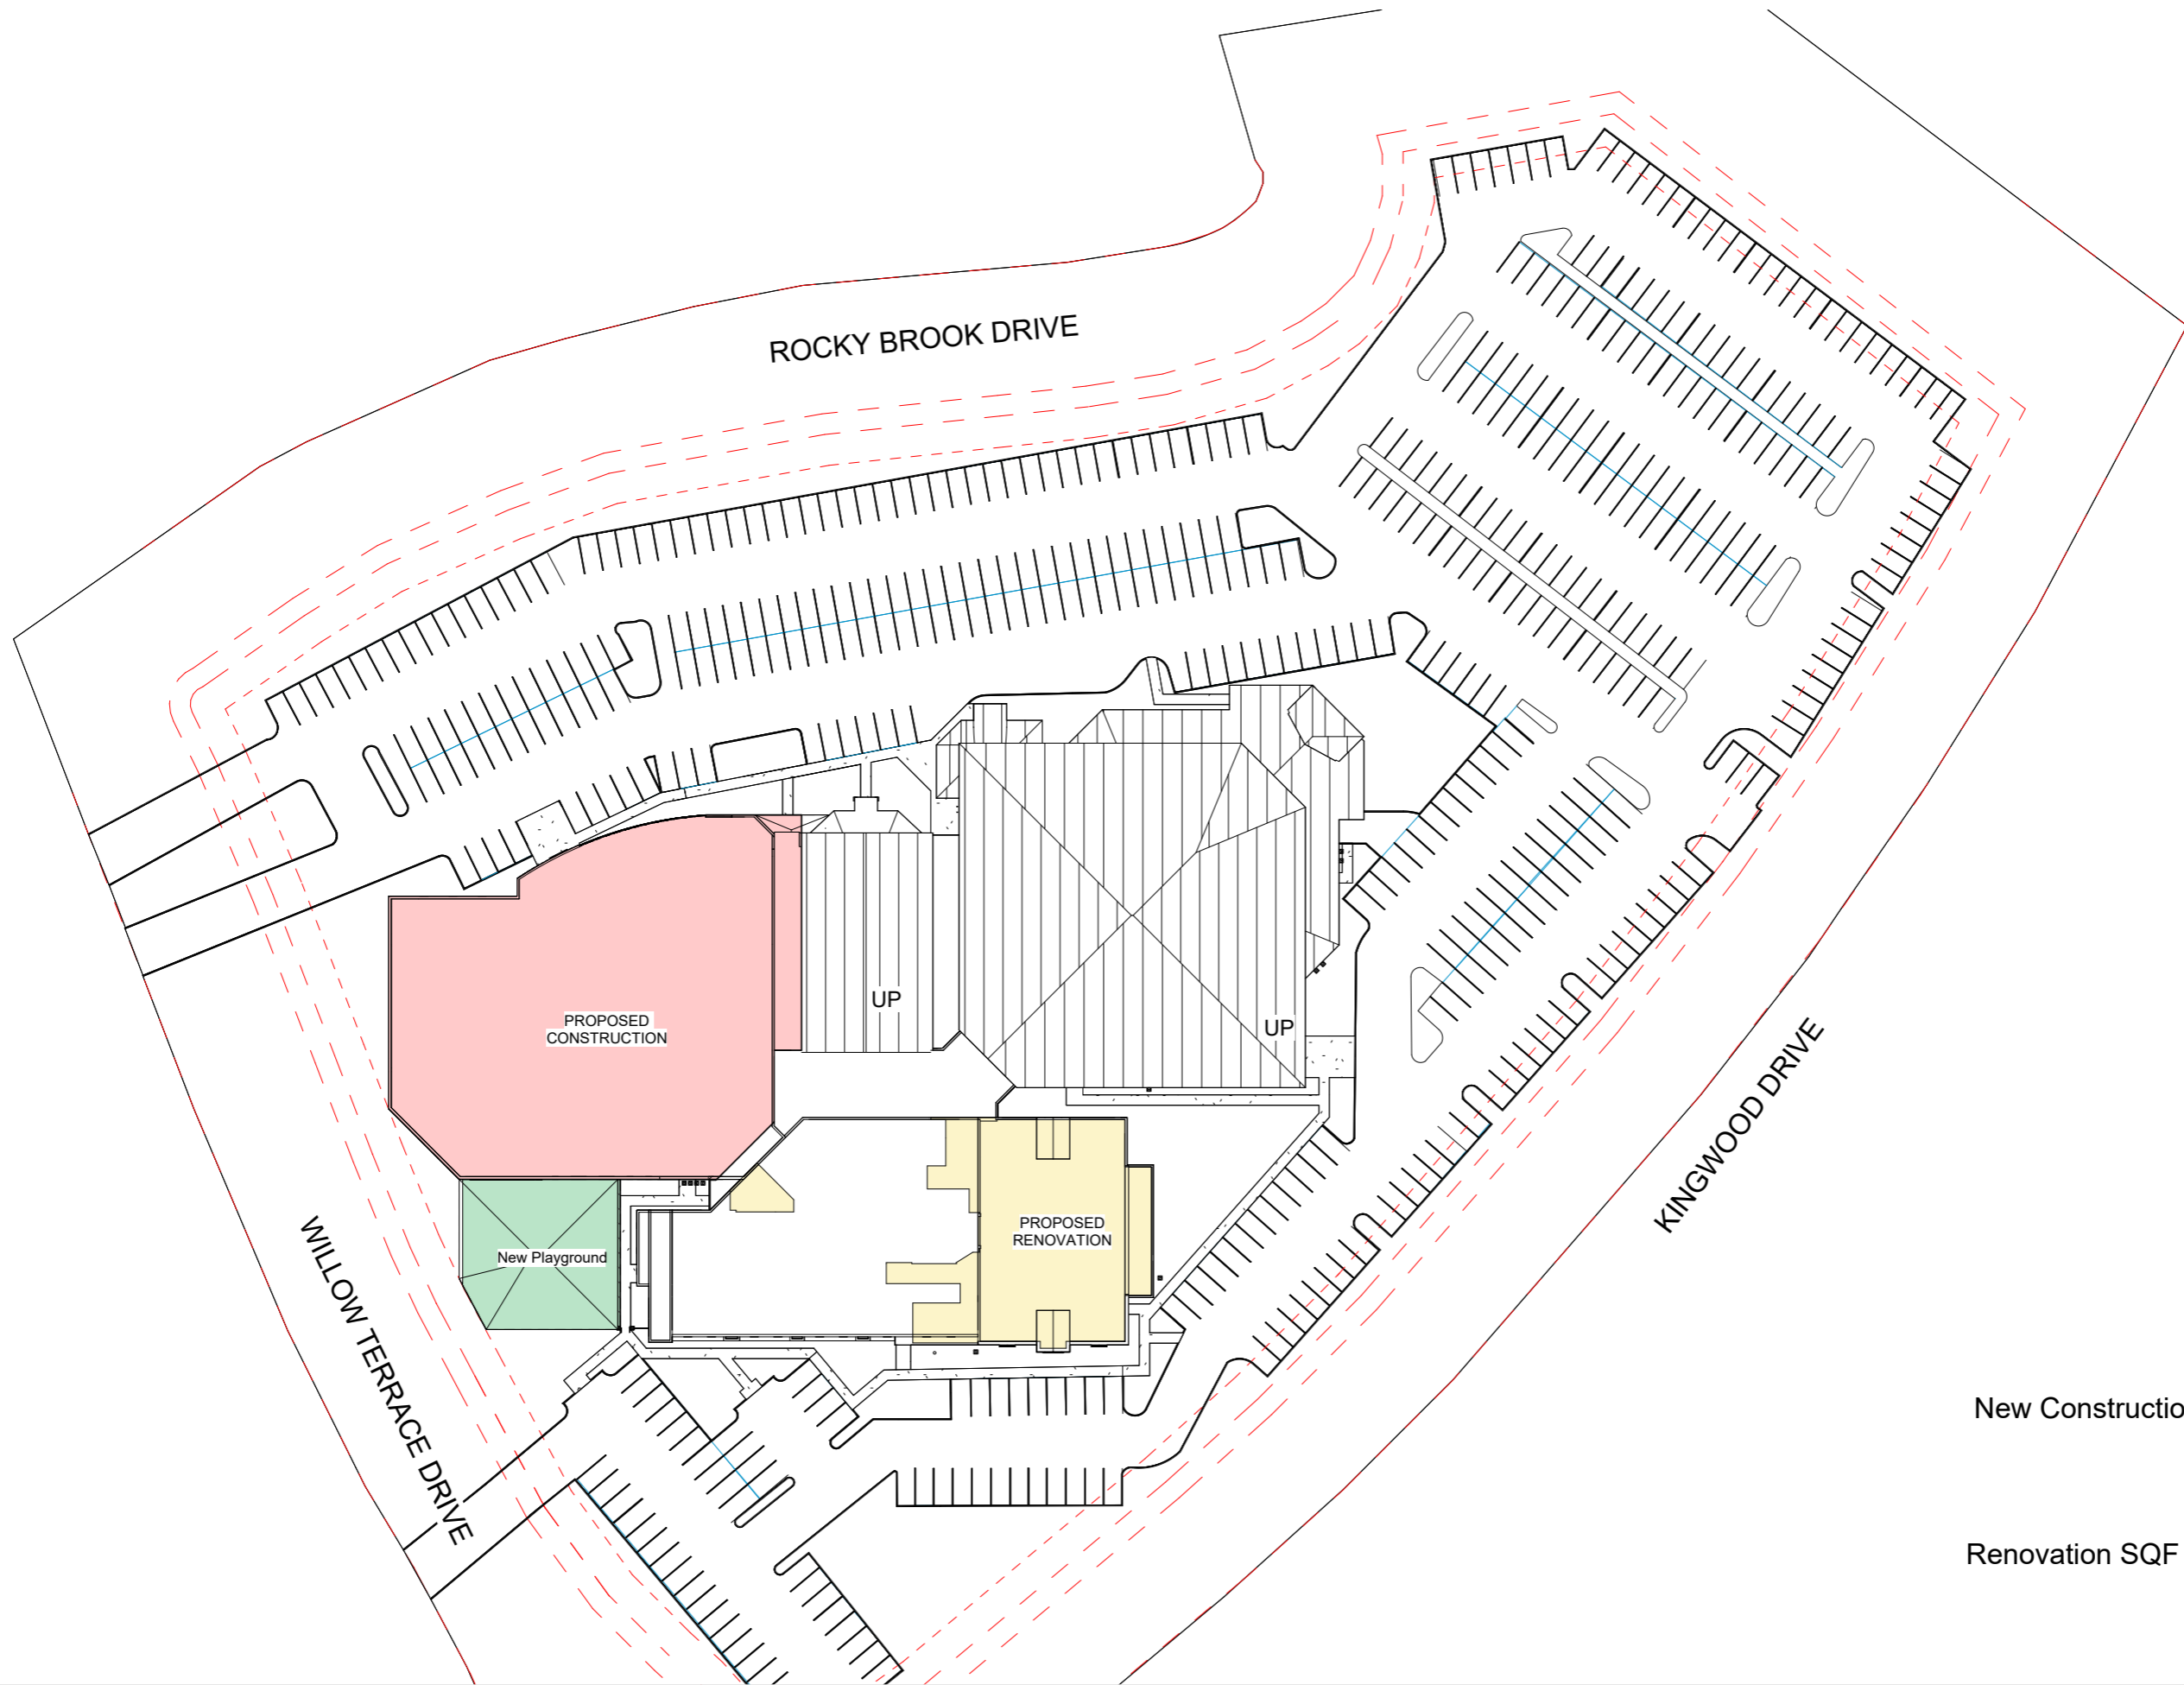 ROCKY BROOK DRIVE
UP
PROPOSED
CONSTRUCTION
UP
KINGWOOD DRIVE
PROPOSED
RENOVATION
New Playground
WILLOW TERRACE DRIVE
New Constructio
Renovation SQF